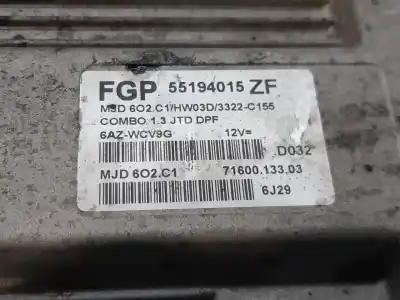 FGP 55194015 ZF
MJD 6O2.C1/HW03D/3322-C155
COMBO 1.3 JTD DPF
6AZ-WCV9G 12V=
D032
MJD 6O2.C1 71600.133.03
6J29